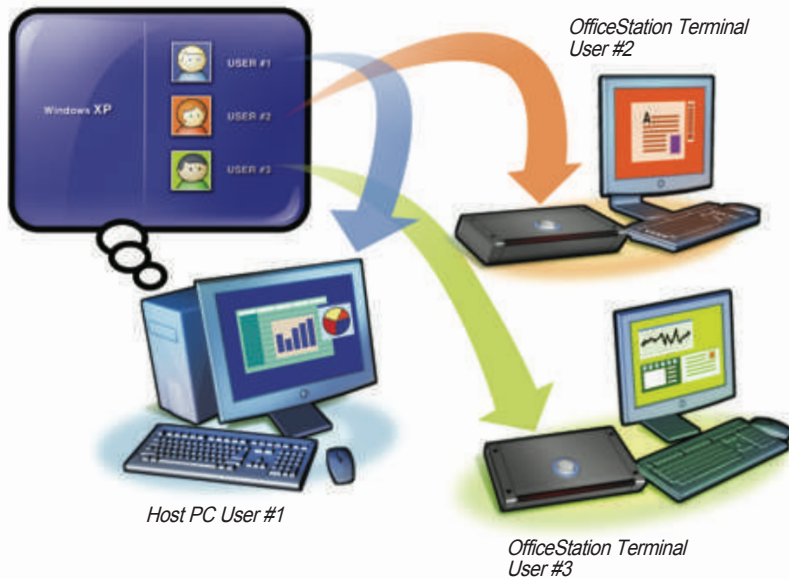 OfficeStation Terminal
User #2
USER #1
Windows XP
USER #2
USER #3
A
Host PC User #1
OfficeStation Terminal
User #3